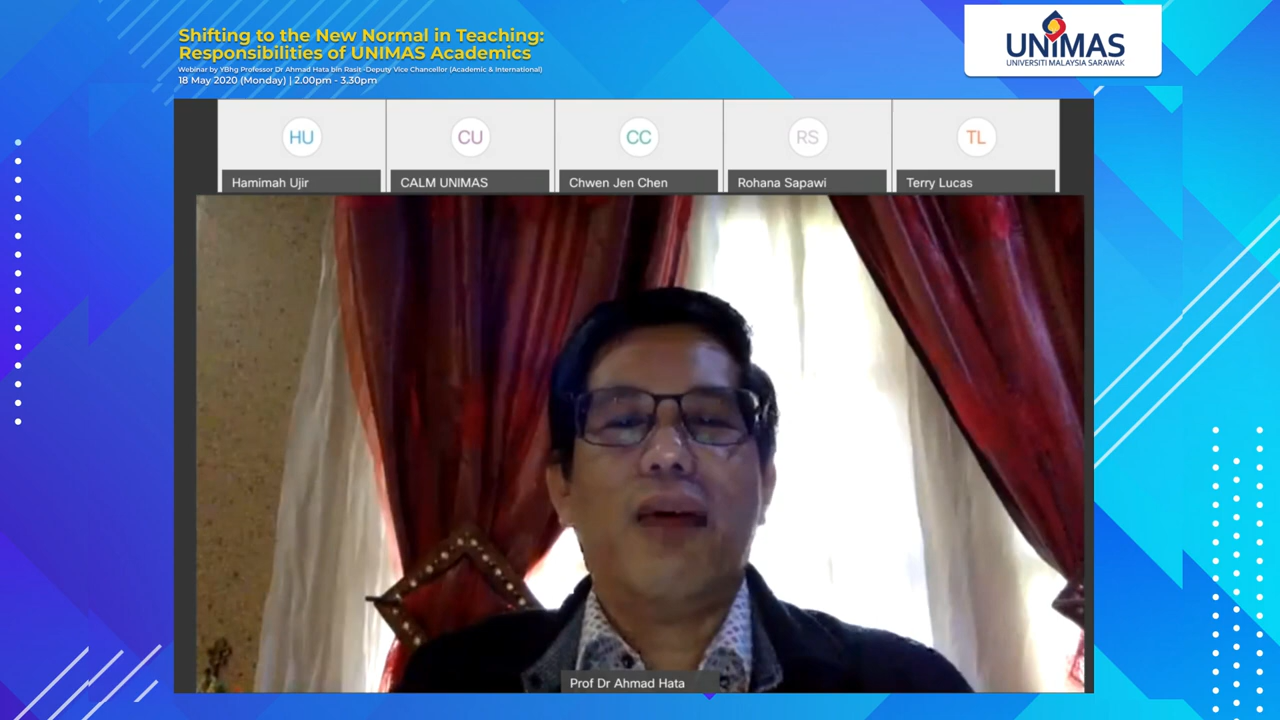 Shifting to the New Normal in Teaching:
Responsibilities of UNIMAS Academics
Webinar by YBhg Professor Dr Ahmad Hata bin Rasit-Deputy Vice Chancellor (Academic & International)
18 May 2020 (Monday) | 2.00pm - 3.30pm
UNIMAS
UNIVERSITI MALAYSIA SARAWAK
HU
CU
CC
RS
TL
Hamimah Ujir
CALM UNIMAS
Chwen Jen Chen
Rohana Sapawi
Terry Lucas
Prof Dr Ahmad Hata